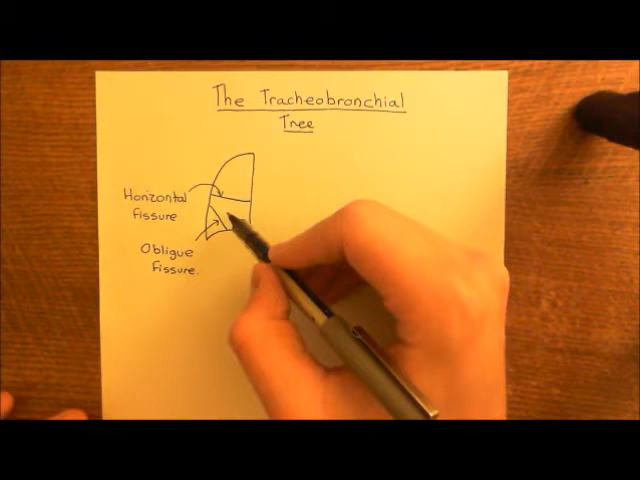 The Tracheobronchial
Tree
Horizontal
fissure
Oblique
Fissure.